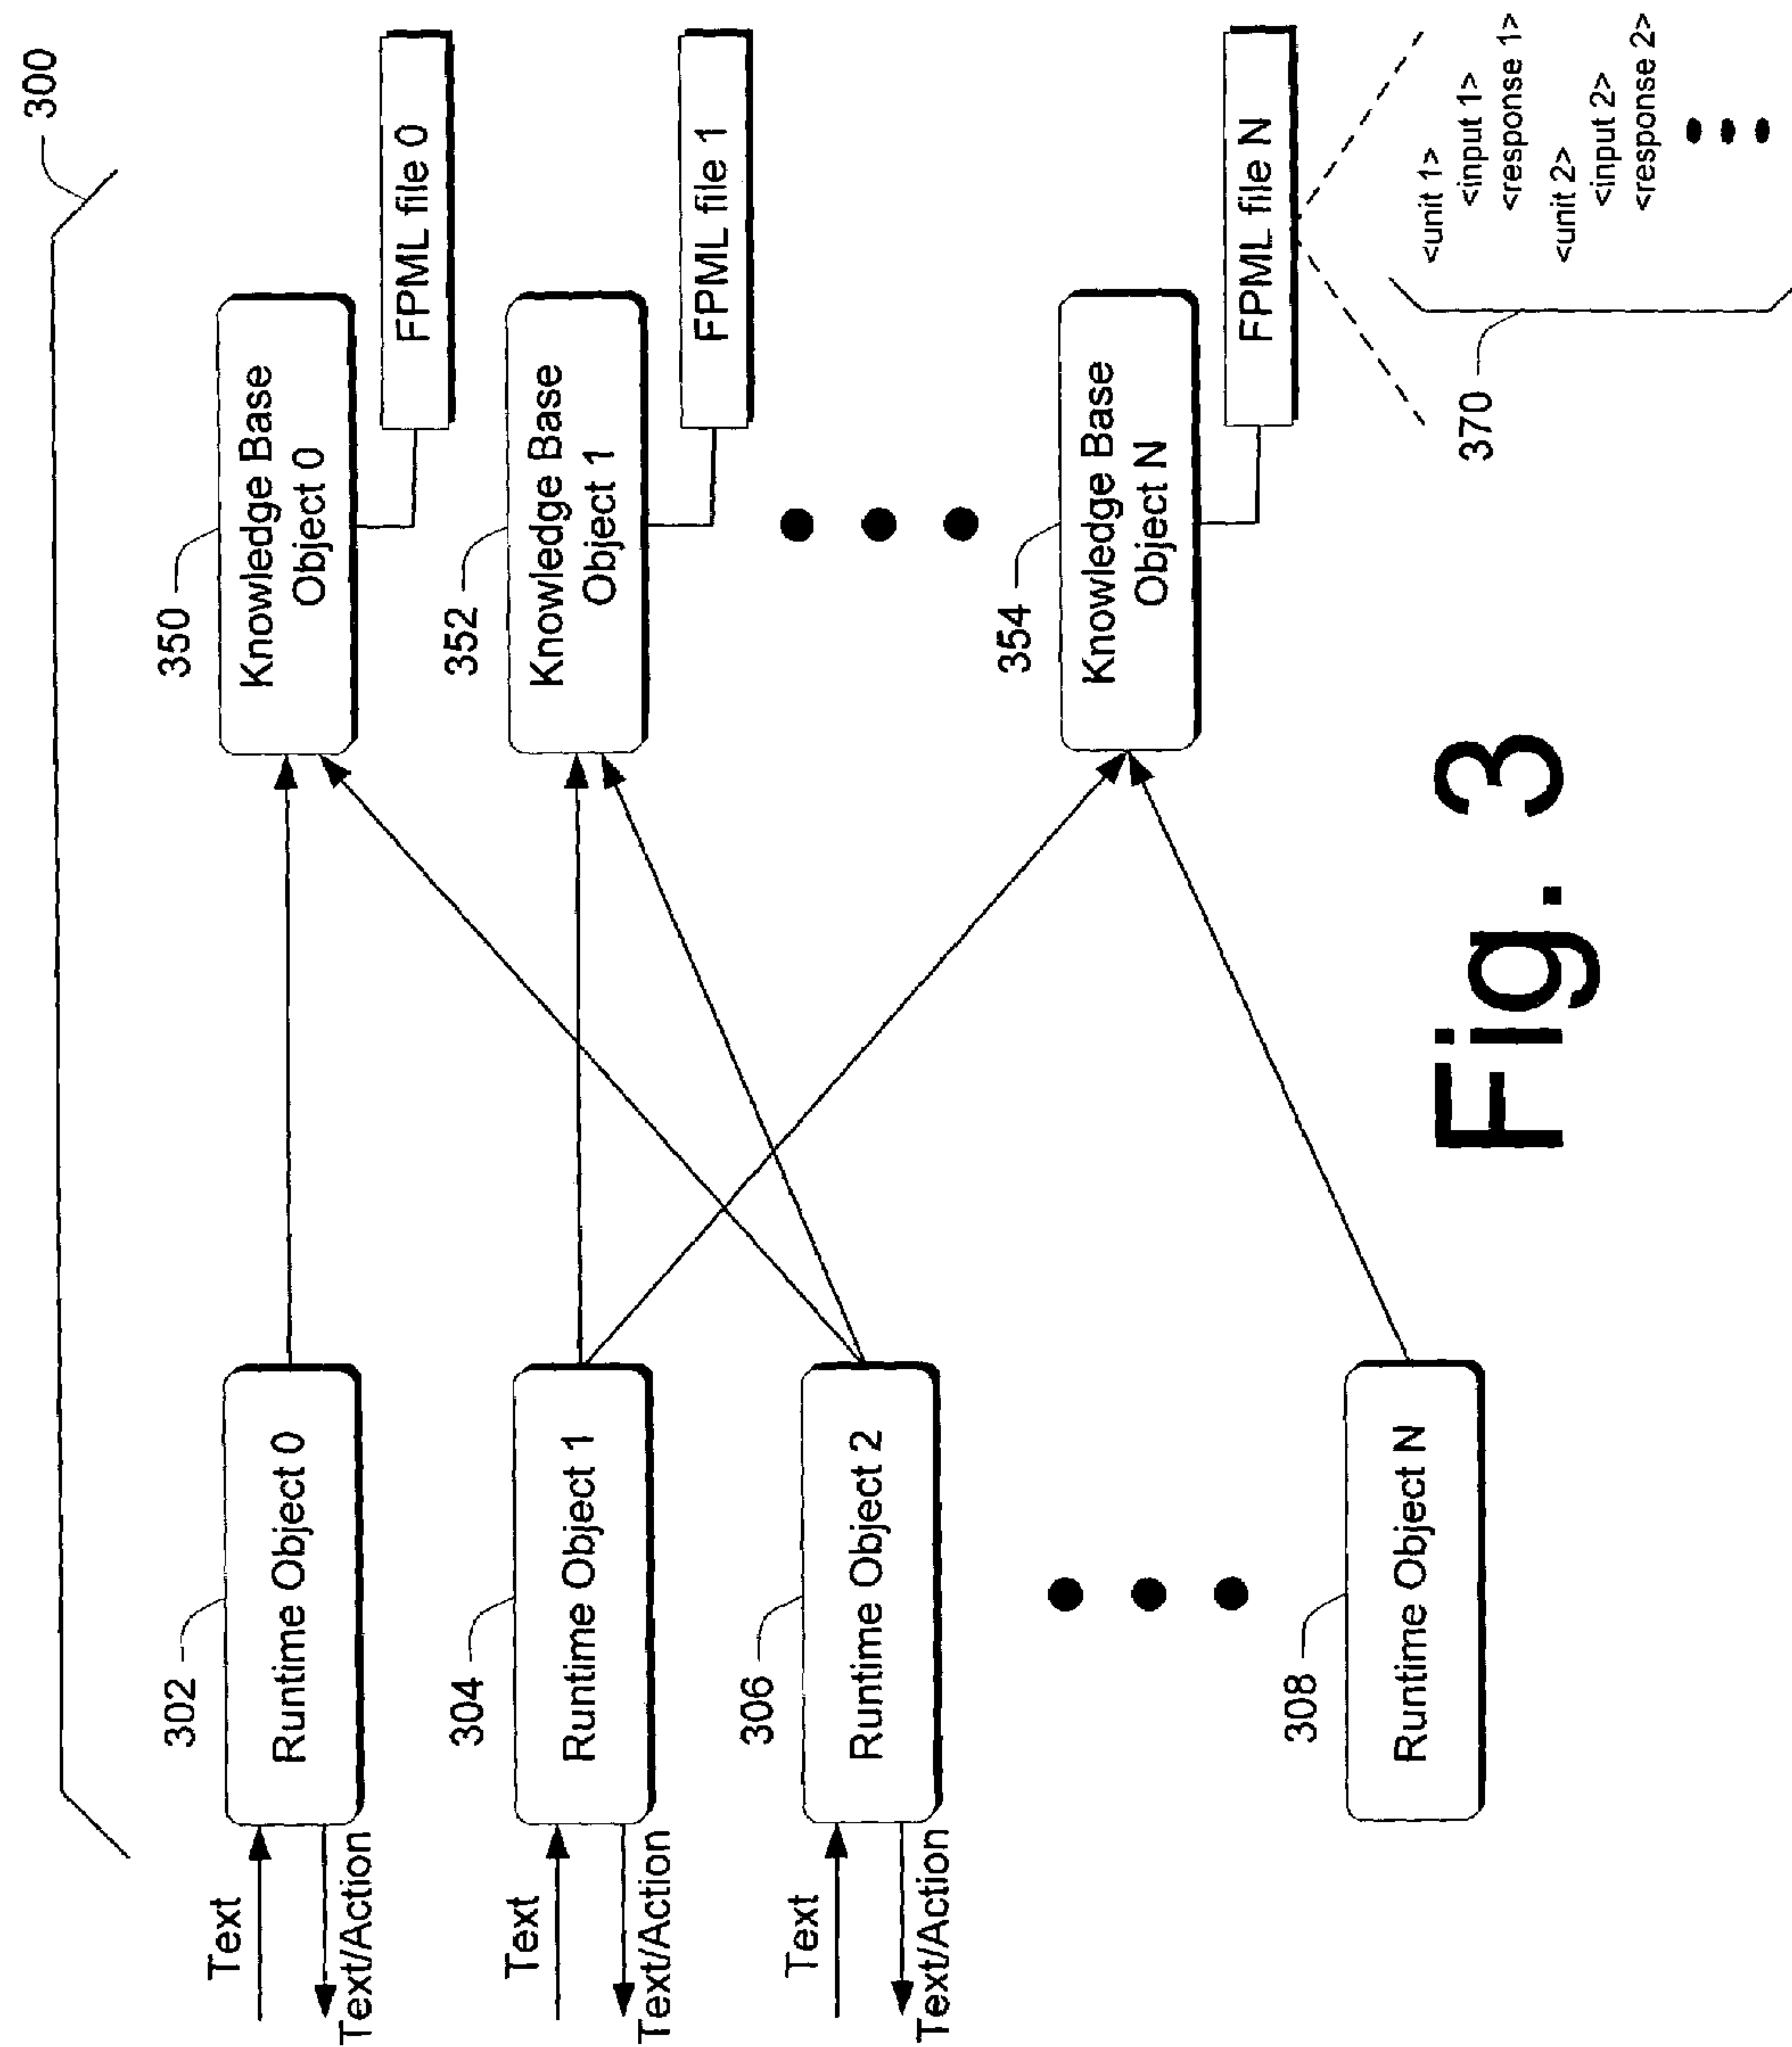 300
Text
Text/Action
302
Runtime Object 0
350
Knowledge Base
Object 0
FPML file 0
Text
Text/Action
304
Runtime Object 1
352
Knowledge Base
Object 1
FPML file 1
Text
Text/Action
306
Runtime Object 2
354
Knowledge Base
Object N
FPML file N
308
Runtime Object N
370
<unit 1>
<input 1>
<response 1>
<unit 2>
<input 2>
<response 2>
Fig. 3